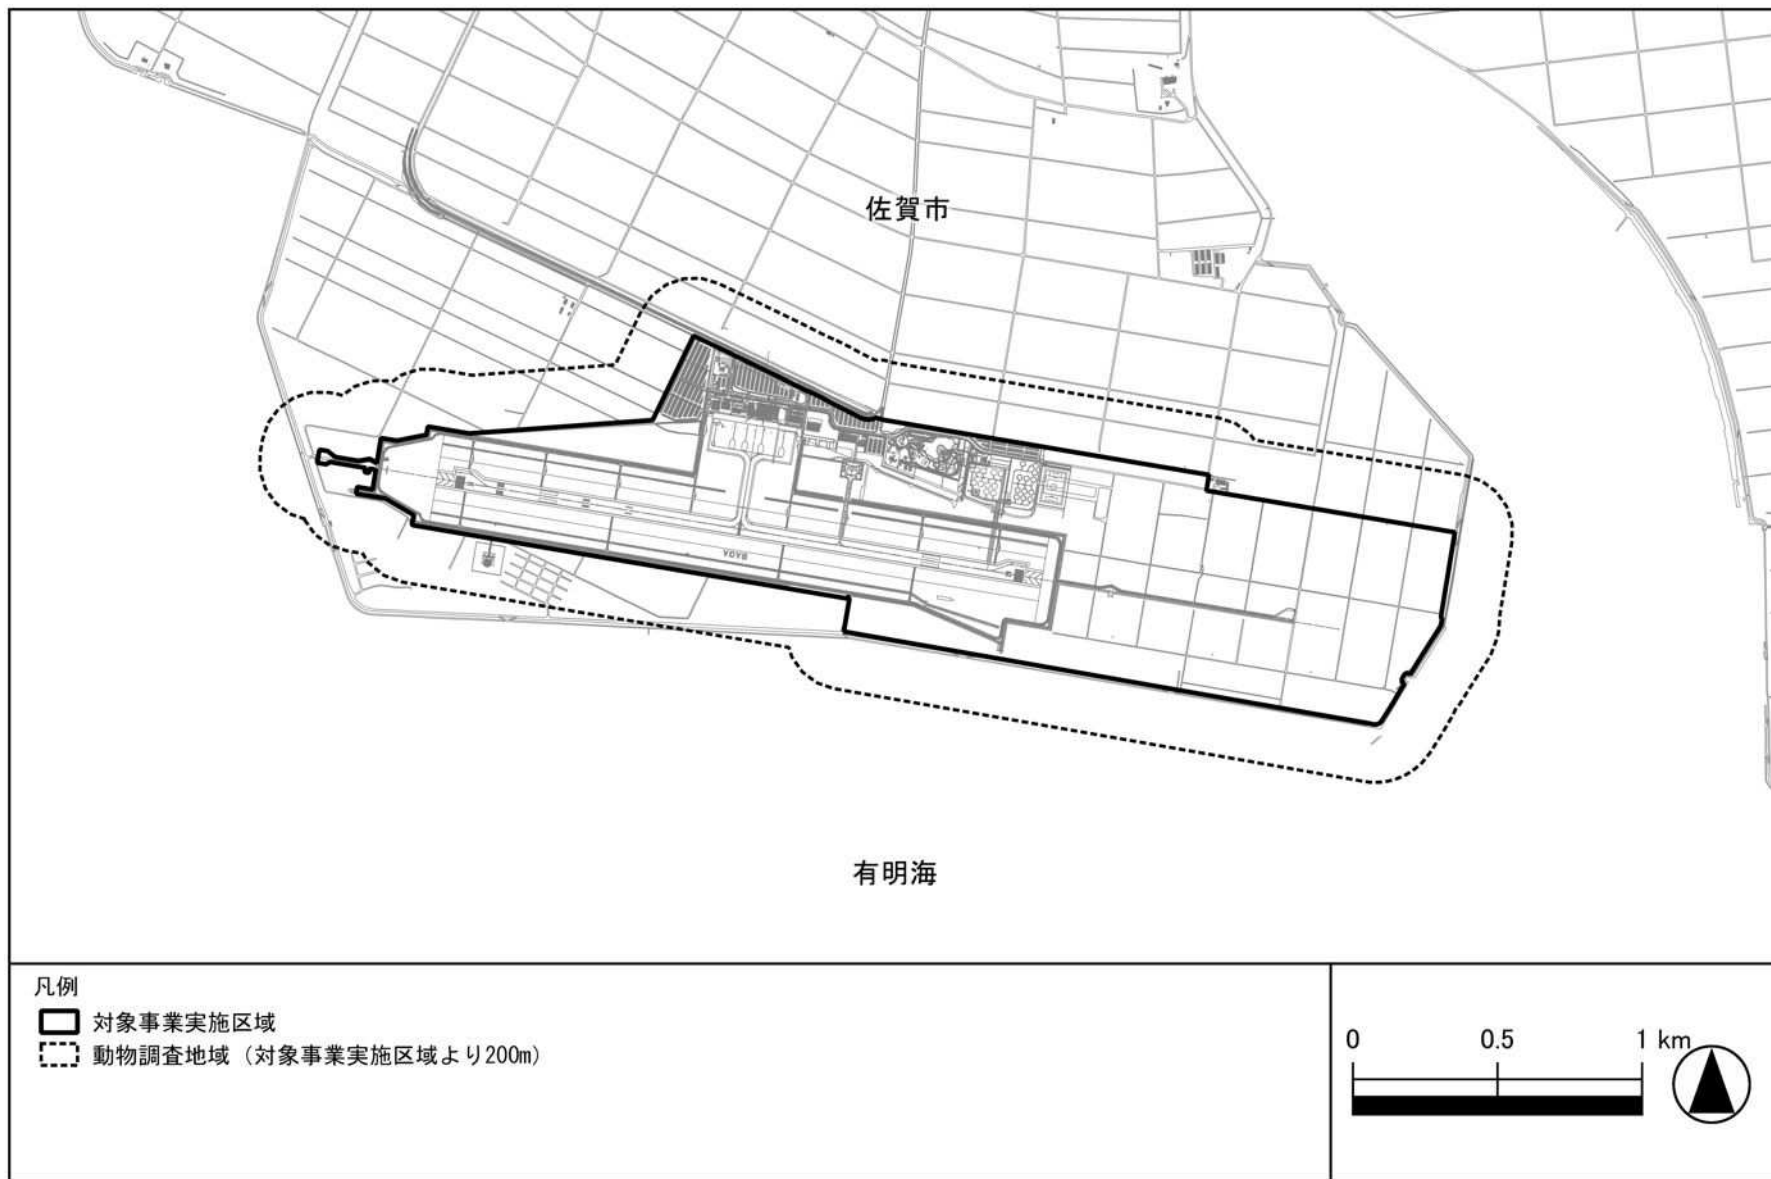 佐賀市
有明海
凡例
対象事業実施区域
動物調査地域（対象事業実施区域より200m）
0 0.5 1 km